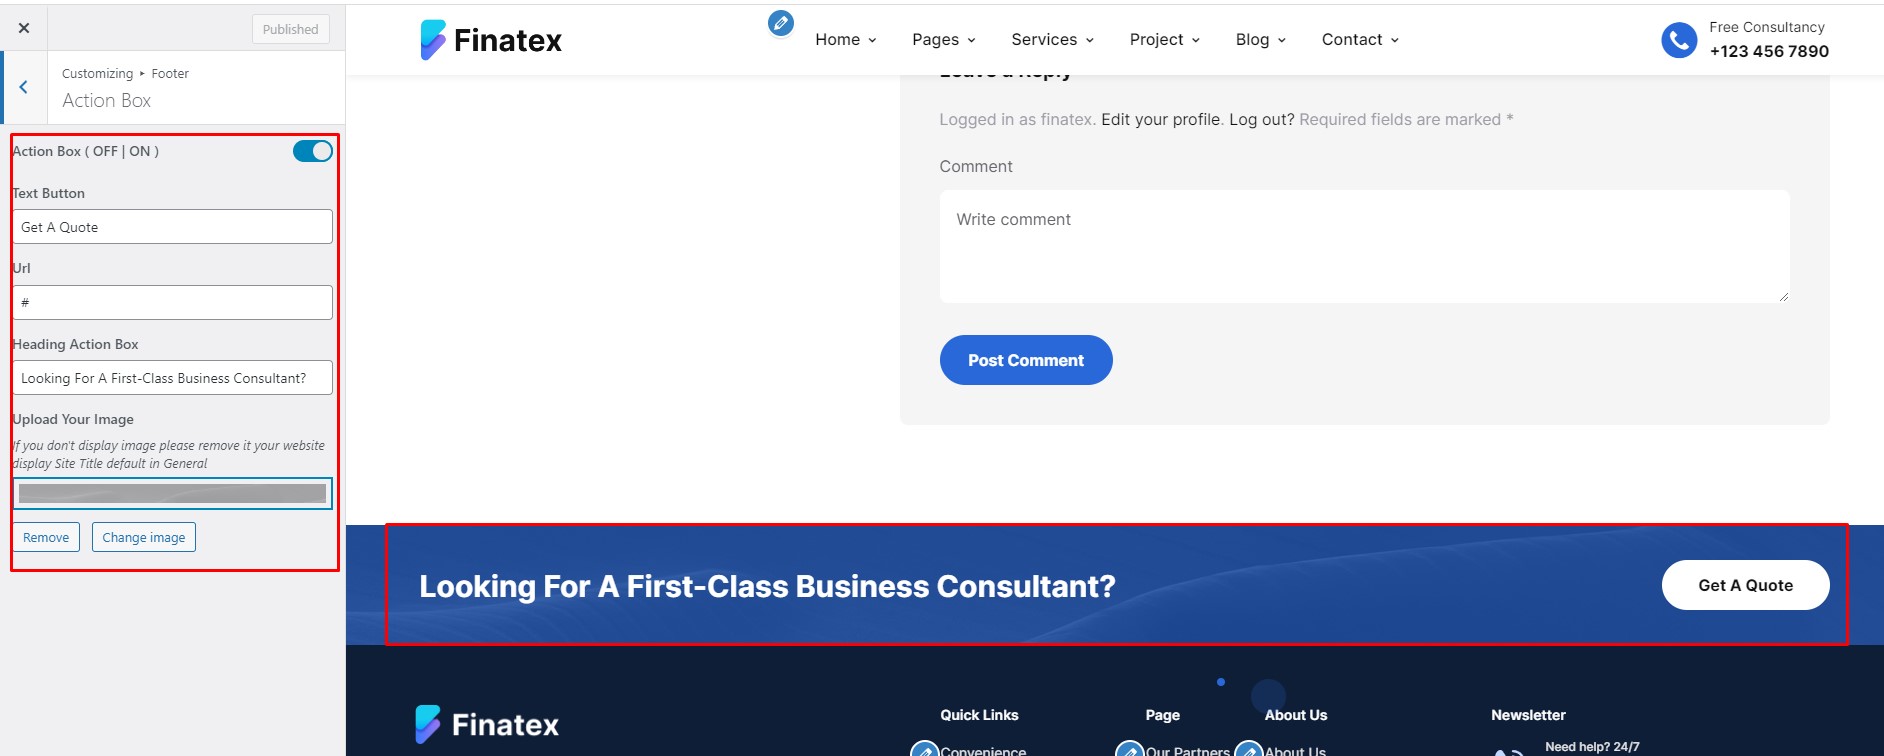 Published
Customizing ▸ Footer
Action Box
Action Box ( OFF | ON )
Text Button
Get A Quote
Url
#
Heading Action Box
Looking For A First-Class Business Consultant?
Upload Your Image
If you don't display image please remove it your website
display Site Title default in General
Remove
Change image
Finatex
Home
Pages
Services
Project
Blog
Contact
Free Consultancy
+123 456 7890
Leave a Reply
Logged in as finatex. Edit your profile. Log out? Required fields are marked *
Comment
Write comment
Post Comment
Looking For A First-Class Business Consultant?
Get A Quote
Finatex
Quick Links
Convenience
Page
Our Partners
About Us
About Us
Newsletter
Need help? 24/7